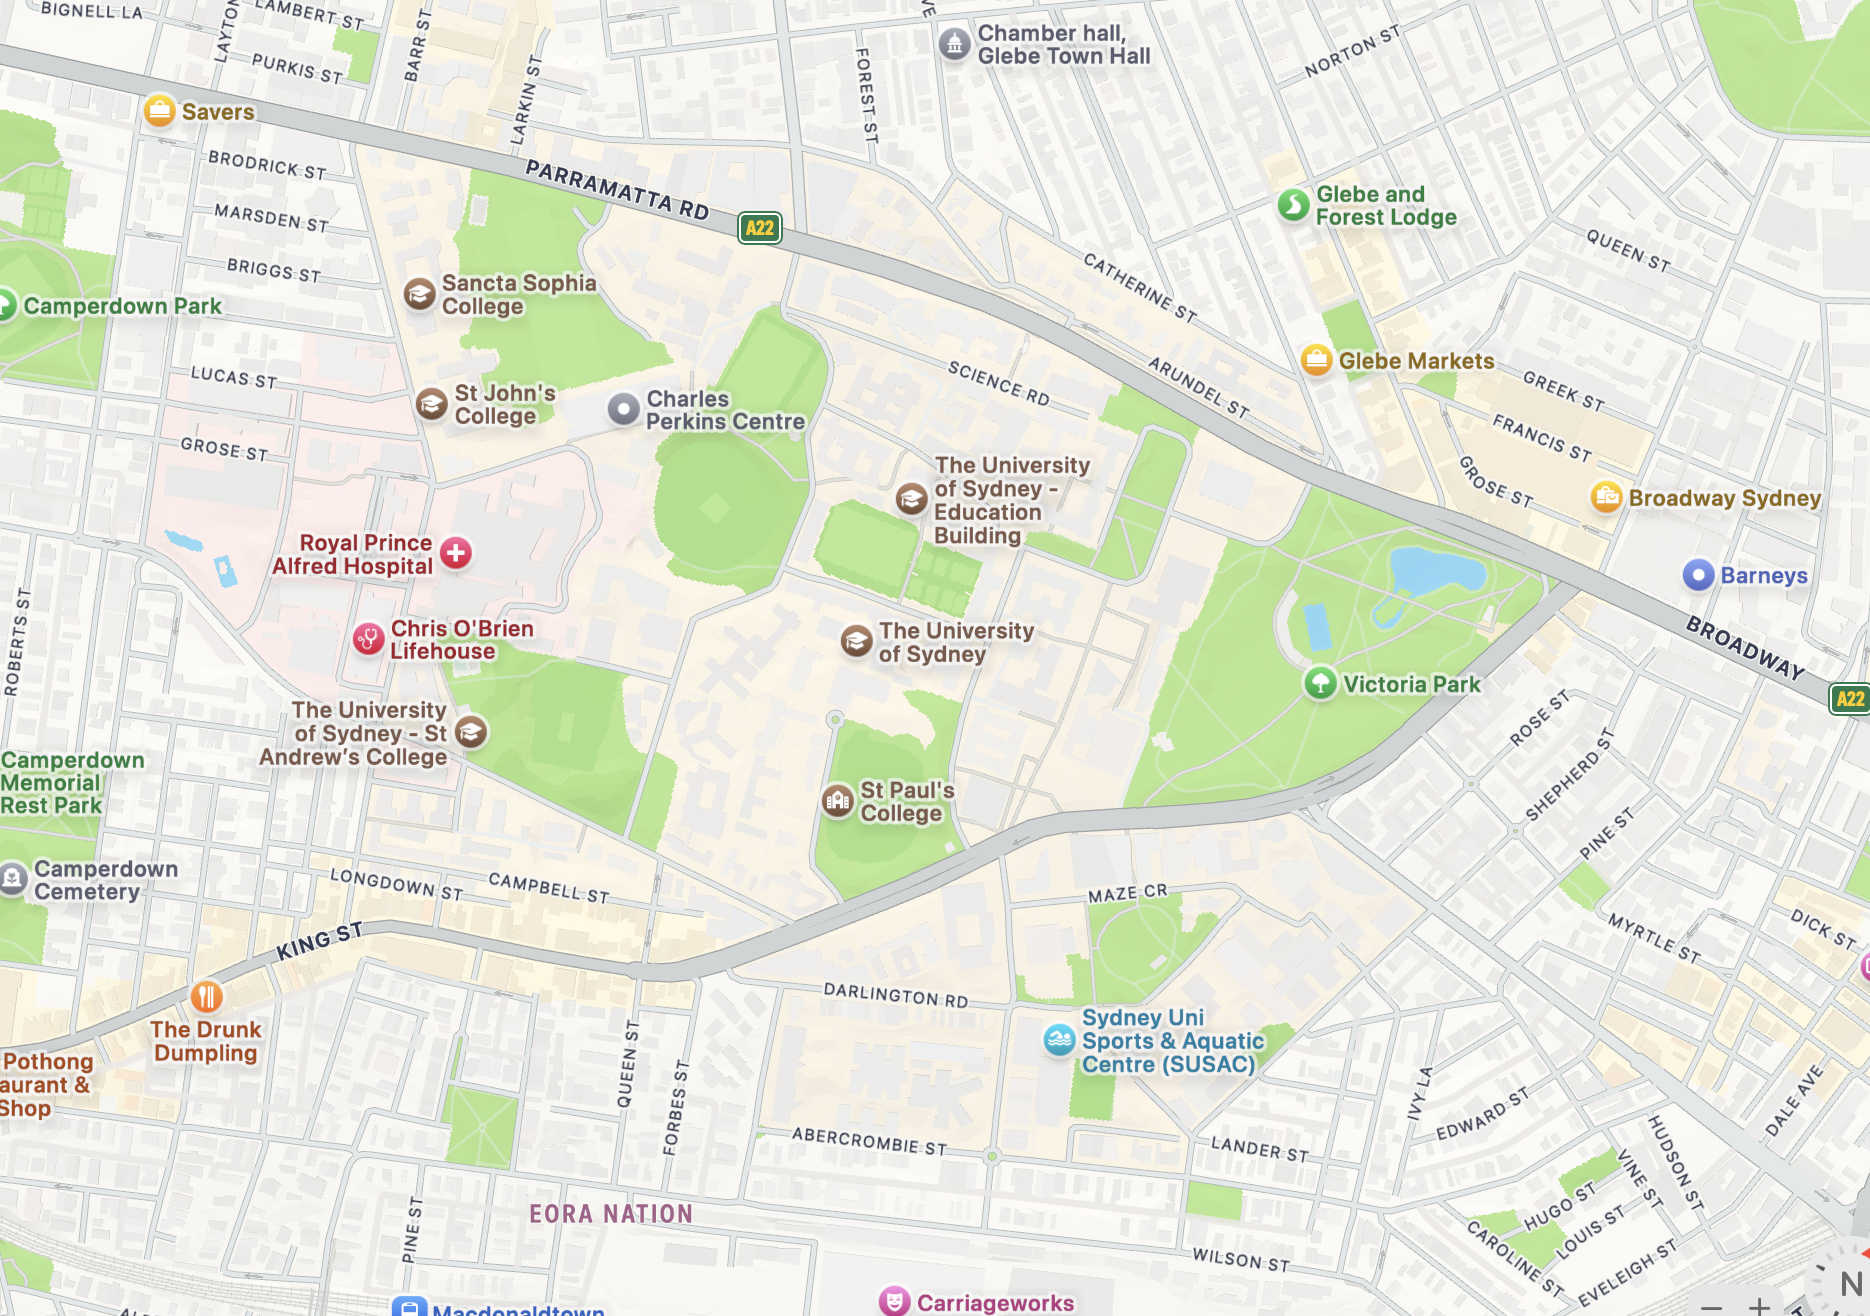 BIGNELL LA
LAYTON
LAMBERT ST
PURKIS ST
BARR ST
LARKIN ST
FOREST ST
Chamber hall,
Glebe Town Hall
NORTON ST
Savers
BRODRICK ST
MARSDEN ST
BRIGGS ST
PARRAMATTA RD
A22
Glebe and
Forest Lodge
QUEEN ST
CATHERINE ST
Camperdown Park
Sancta Sophia
College
LUCAS ST
St John's
College
Charles
Perkins Centre
SCIENCE RD
ARUNDEL ST
Glebe Markets
GREEK ST
FRANCIS ST
GROSE ST
GROSE ST
The University
of Sydney -
Education
Building
Broadway Sydney
Royal Prince
Alfred Hospital
Barneys
ROBERTS ST
Chris O'Brien
Lifehouse
The University
of Sydney
BROADWAY
A22
Victoria Park
The University
of Sydney - St
Andrew's College
ROSE ST
SHEPHERD ST
PINE ST
Camperdown
Memorial
Rest Park
St Paul's
College
Camperdown
Cemetery
LONGDOWN ST
CAMPBELL ST
MAZE CR
KING ST
MYRTLE ST
DICK ST
The Drunk
Dumpling
DARLINGTON RD
Pothong
aurant &
Shop
Sydney Uni
Sports & Aquatic
Centre (SUSAC)
QUEEN ST
FORBES ST
ABERCROMBIE ST
LANDER ST
IVY LA
EDWARD ST
DALE AVE
HUDSON ST
VINE ST
HUGO ST
LOUIS ST
CAROLINE ST
EVELEIGH ST
EORA NATION
PINE ST
WILSON ST
Macdonaldtown
Carriageworks
N